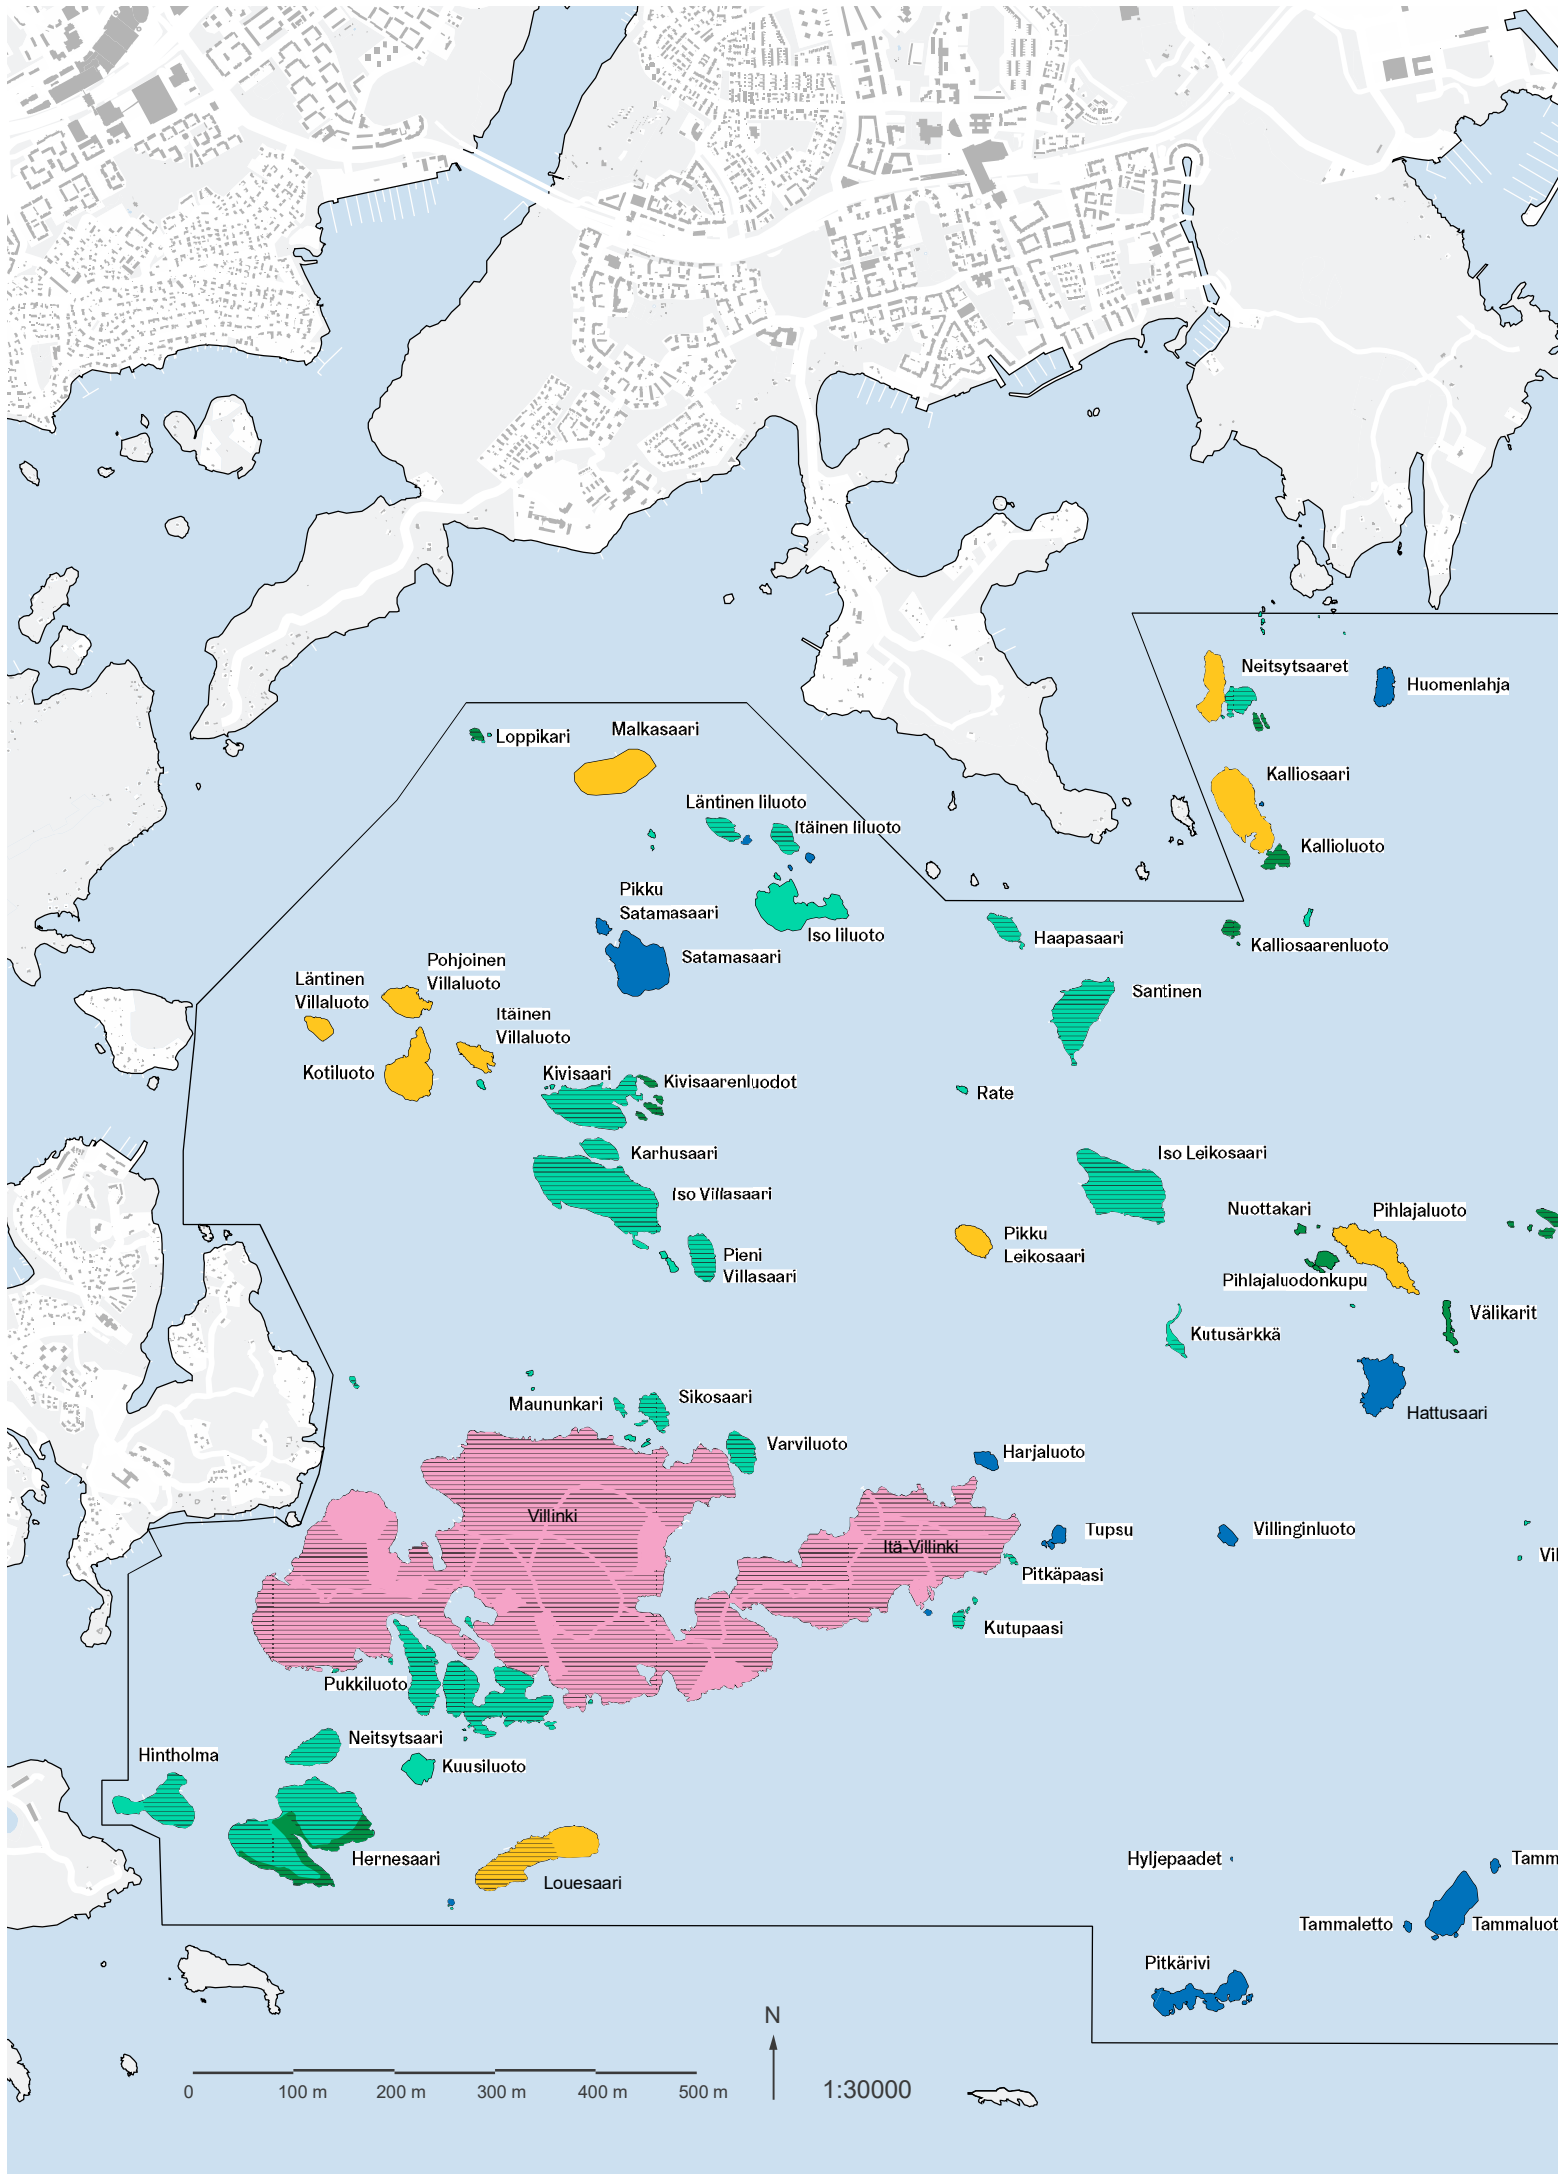 Neitsytsaaret
Huomenlahja
Loppikari
Malkasaari
Kalliosaari
Läntinen Iiluoto
Itäinen Iiluoto
Kallioluoto
Pikku
Satamasaari
Iso Iiluoto
Haapasaari
Kalliosaarenluoto
Satamasaari
Pohjoinen
Villaluoto
Läntinen
Villaluoto
Santinen
Itäinen
Villaluoto
Kotiluoto
Kivisaari
Kivisaarenluodot
Rate
Karhusaari
Iso Leikosaari
Iso Villasaari
Nuottakari
Pihlajaluoto
Pikku
Leikosaari
Pieni
Villasaari
Pihlajaluodonkupu
Välikarit
Kutusärkkä
Maununkari
Sikosaari
Hattusaari
Varviluoto
Harjaluoto
Villinki
Tupsu
Villinginluoto
Itä-Villinki
Vil
Pitkäpaasi
Kutupaasi
Pukkiluoto
Neitsytsaari
Hintholma
Kuusiluoto
Hernesaari
Hyljepaadet
Tamm
Louesaari
Tammaletto
Tammaluot
Pitkärivi
N
0
100 m
200 m
300 m
400 m
500 m
1:30000